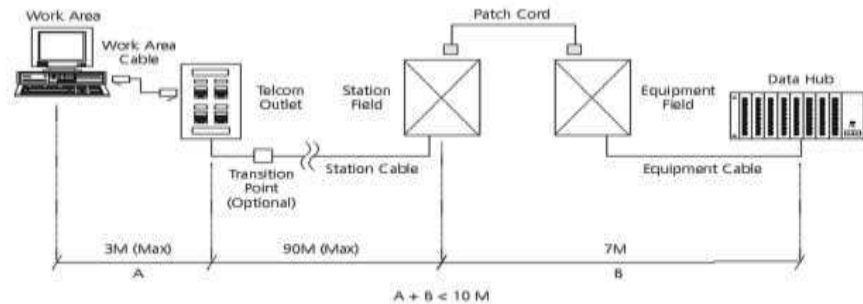 Work Area
Patch Cord
Work Area
Cable
Telcom
Outlet
Station
Field
Equipment
Field
Data Hub
Transition
Point
(Optional)
Station Cable
Equipment Cable
3M (Max)
90M (Max)
7M
A
B
A + B < 10 M